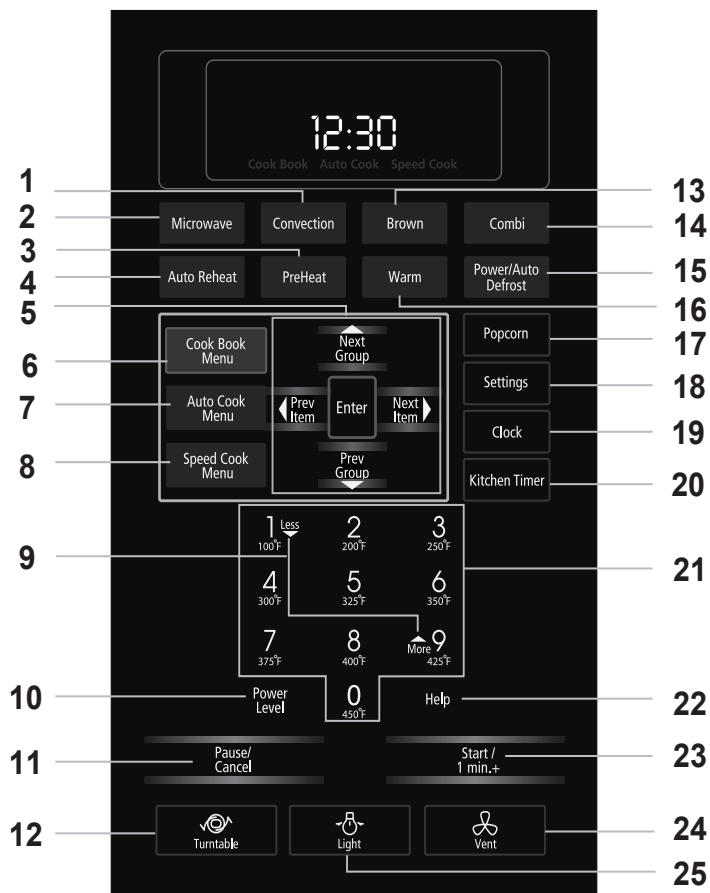 12:30
Cook Book Auto Cook Speed Cook
1
13
2
Microwave
Convection
Brown
Combi
14
3
4
Auto Reheat
PreHeat
Warm
Power/Auto
Defrost
15
5
16
6
Cook Book
Menu
Next
Group
Popcorn
17
7
Auto Cook
Menu
Prev
Item
Enter
Next
Item
Settings
18
Clock
19
8
Speed Cook
Menu
Prev
Group
Kitchen Timer
20
9
1 Less
100°F
2
200°F
3
250°F
21
4
300°F
5
325°F
6
350°F
7
375°F
8
400°F
More 9
425°F
10
Power
Level
0
450°F
Help
22
11
Pause/
Cancel
Start /
1 min.+
23
12
Turntable
Light
Vent
24
25